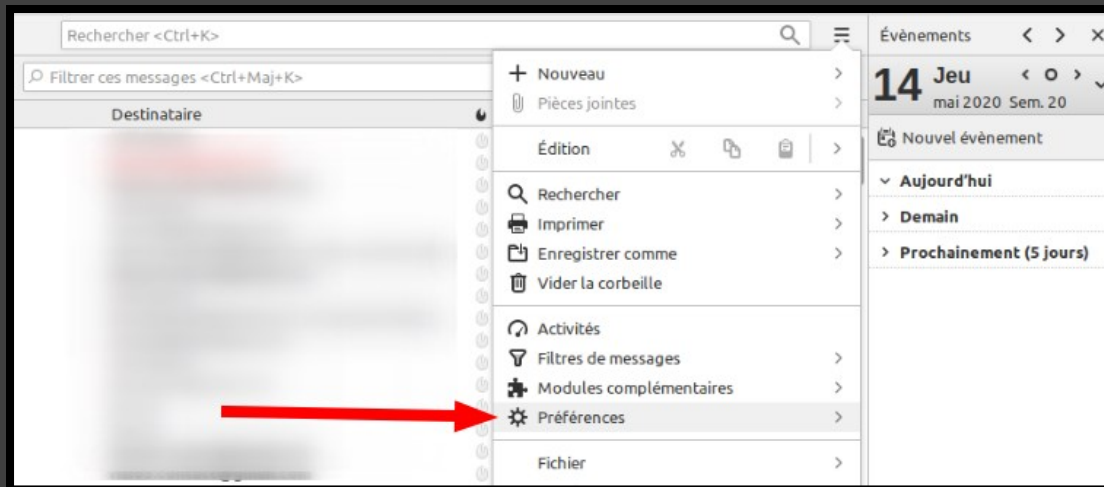 Rechercher <Ctrl+K>
Filtrer ces messages <Ctrl+Maj+K>
Destinataire
Nouveau
Pièces jointes
Édition
Rechercher
Imprimer
Enregistrer comme
Vider la corbeille
Activités
Filtres de messages
Modules complémentaires
Préférences
Fichier
Évènements
14 Jeu
mai 2020 Sem. 20
Nouvel évènement
Aujourd'hui
Demain
Prochainement (5 jours)